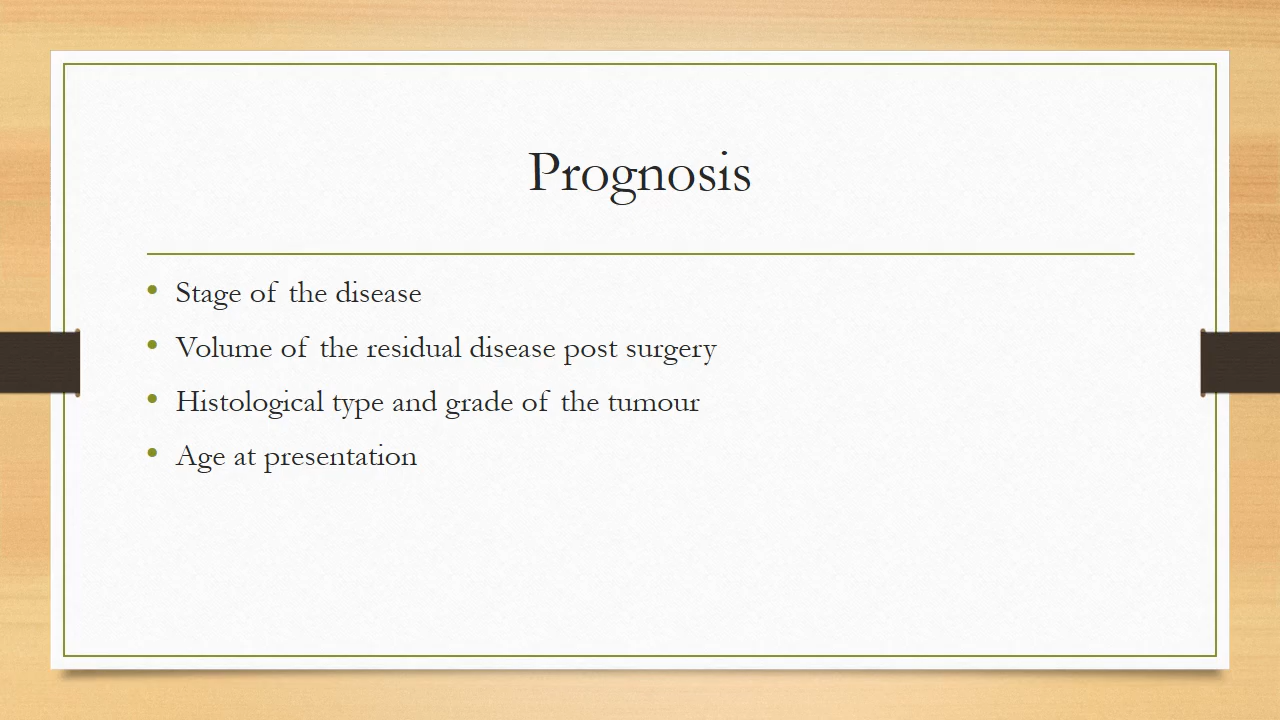 Prognosis
• Stage of the disease
• Volume of the residual disease post surgery
• Histological type and grade of the tumour
• Age at presentation